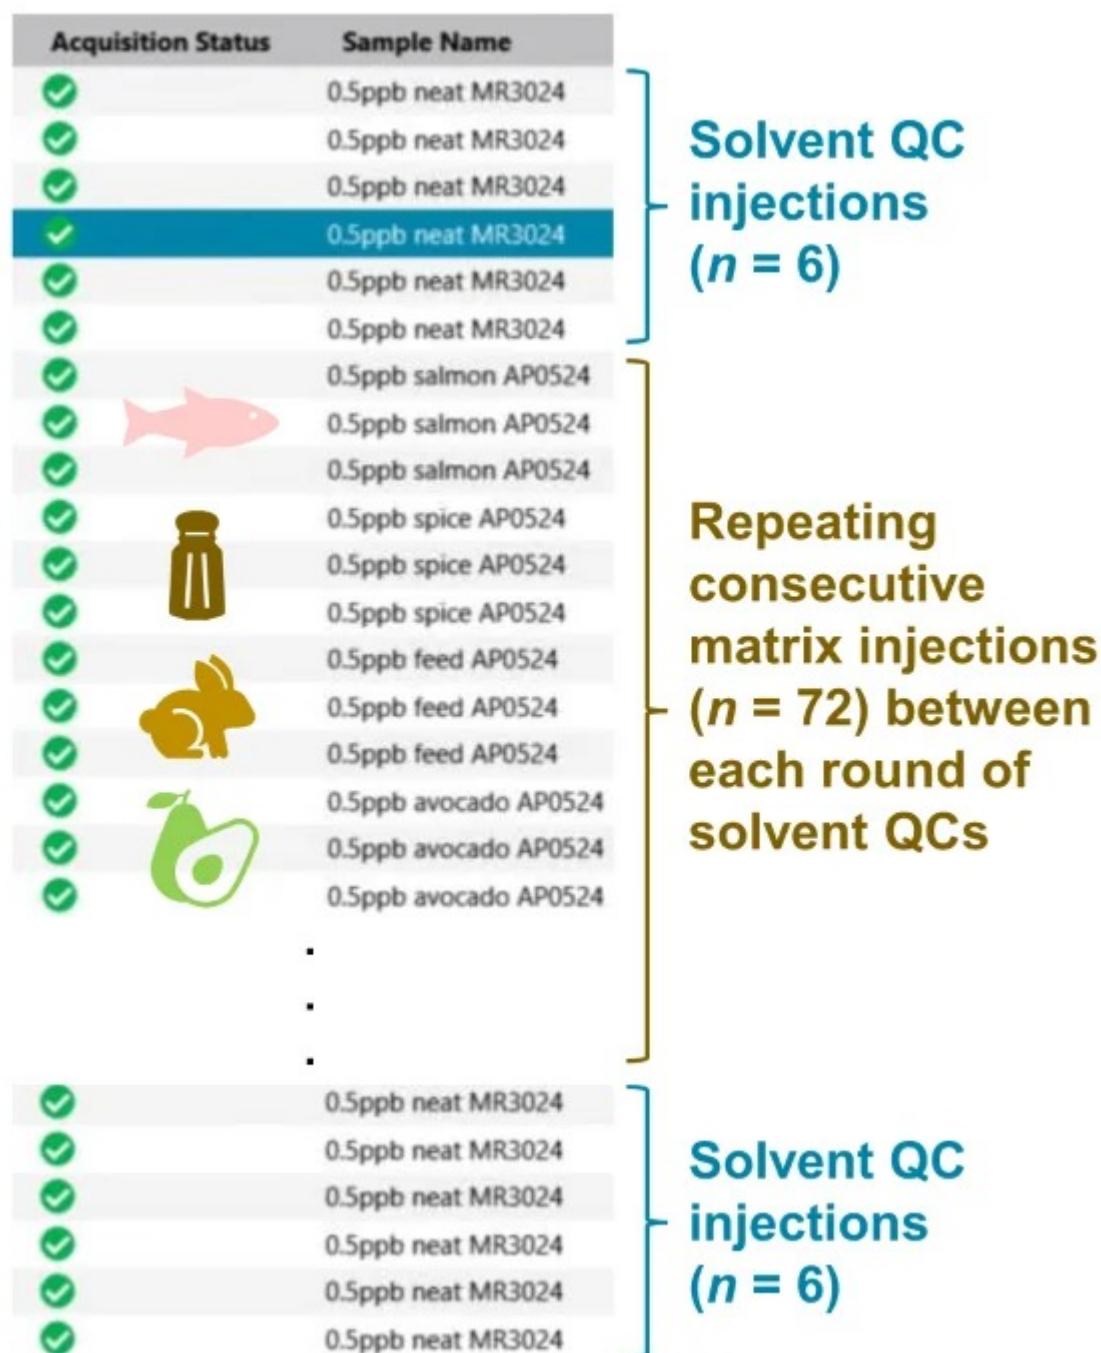 Acquisition Status Sample Name
0.5ppb neat MR3024
0.5ppb neat MR3024
0.5ppb neat MR3024
0.5ppb neat MR3024
0.5ppb neat MR3024
0.5ppb neat MR3024
Solvent QC
injections
(n = 6)
0.5ppb salmon AP0524
0.5ppb salmon AP0524
0.5ppb salmon AP0524
0.5ppb spice AP0524
0.5ppb spice AP0524
0.5ppb spice AP0524
0.5ppb feed AP0524
0.5ppb feed AP0524
0.5ppb feed AP0524
0.5ppb avocado AP0524
0.5ppb avocado AP0524
0.5ppb avocado AP0524
Repeating
consecutive
matrix injections
(n = 72) between
each round of
solvent QCs
0.5ppb neat MR3024
0.5ppb neat MR3024
0.5ppb neat MR3024
0.5ppb neat MR3024
0.5ppb neat MR3024
0.5ppb neat MR3024
Solvent QC
injections
(n = 6)